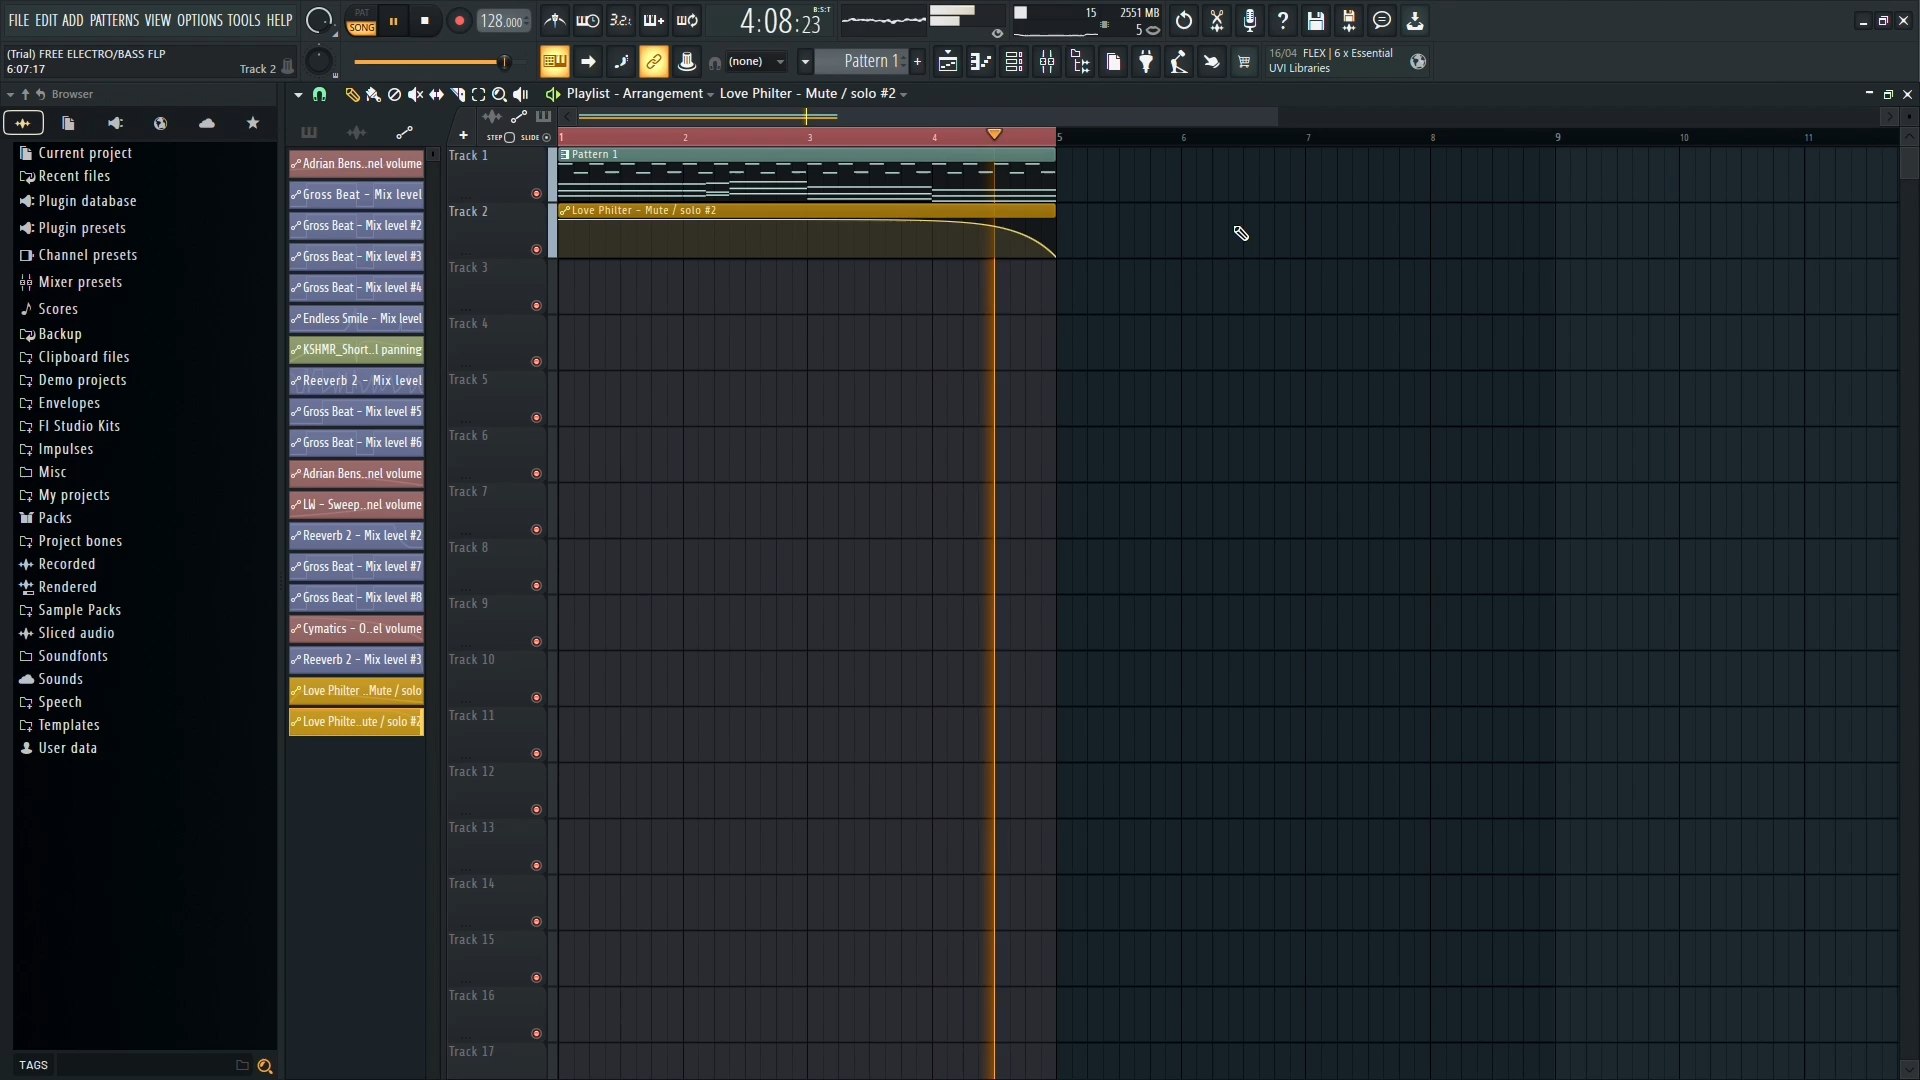 FILE EDIT ADD PATTERNS VIEW OPTIONS TOOLS HELP
PAT
SONG
128.000
3.2.
4:08:23
B:S:T
15
2551 MB
5
(Trial) FREE ELECTRO/BASS FLP
6:07:17
Track 2
(none)
Pattern 1
+
16/04 FLEX | 6 x Essential
UVI Libraries
Browser
Playlist - Arrangement
Love Philter - Mute / solo #2
STEP
SLIDE
1 2 3 4 5 6 7 8 9 10 11
Current project
Recent files
Plugin database
Plugin presets
Channel presets
Mixer presets
Scores
Backup
Clipboard files
Demo projects
Envelopes
Fl Studio Kits
Impulses
Misc
My projects
Packs
Project bones
Recorded
Rendered
Sample Packs
Sliced audio
Soundfonts
Sounds
Speech
Templates
User data
TAGS
Adrian Bens..nel volume
Gross Beat - Mix level
Gross Beat - Mix level #2
Gross Beat - Mix level #3
Gross Beat - Mix level #4
Endless Smile - Mix level
KSHMR_Short..l panning
Reeverb 2 - Mix level
Gross Beat - Mix level #5
Gross Beat - Mix level #6
Adrian Bens..nel volume
LW - Sweep..nel volume
Reeverb 2 - Mix level #2
Gross Beat - Mix level #7
Gross Beat - Mix level #8
Cymatics - O..el volume
Reeverb 2 - Mix level #3
Love Philter ..Mute / solo
Love Philte..ute / solo #2
Track 1
Pattern 1
Track 2
Love Philter - Mute / solo #2
Track 3
Track 4
Track 5
Track 6
Track 7
Track 8
Track 9
Track 10
Track 11
Track 12
Track 13
Track 14
Track 15
Track 16
Track 17